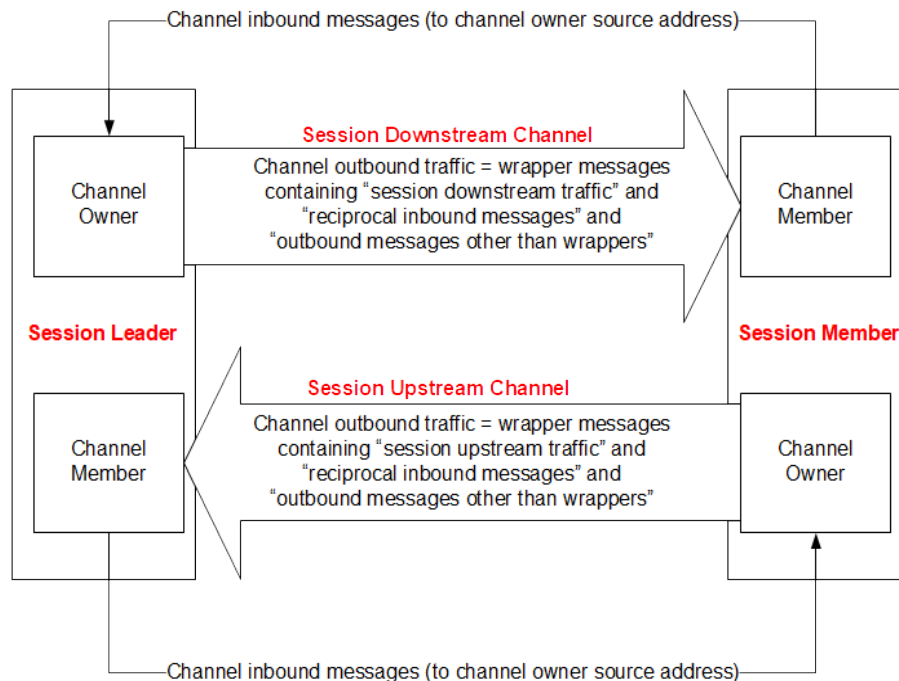 Channel inbound messages (to channel owner source address)
Session Downstream Channel
Channel
Owner
Channel outbound traffic = wrapper messages
containing “session downstream traffic” and
“reciprocal inbound messages” and
“outbound messages other than wrappers”
Channel
Member
Session Leader
Session Member
Session Upstream Channel
Channel
Member
Channel outbound traffic = wrapper messages
containing “session upstream traffic” and
“reciprocal inbound messages” and
“outbound messages other than wrappers”
Channel
Owner
Channel inbound messages (to channel owner source address)